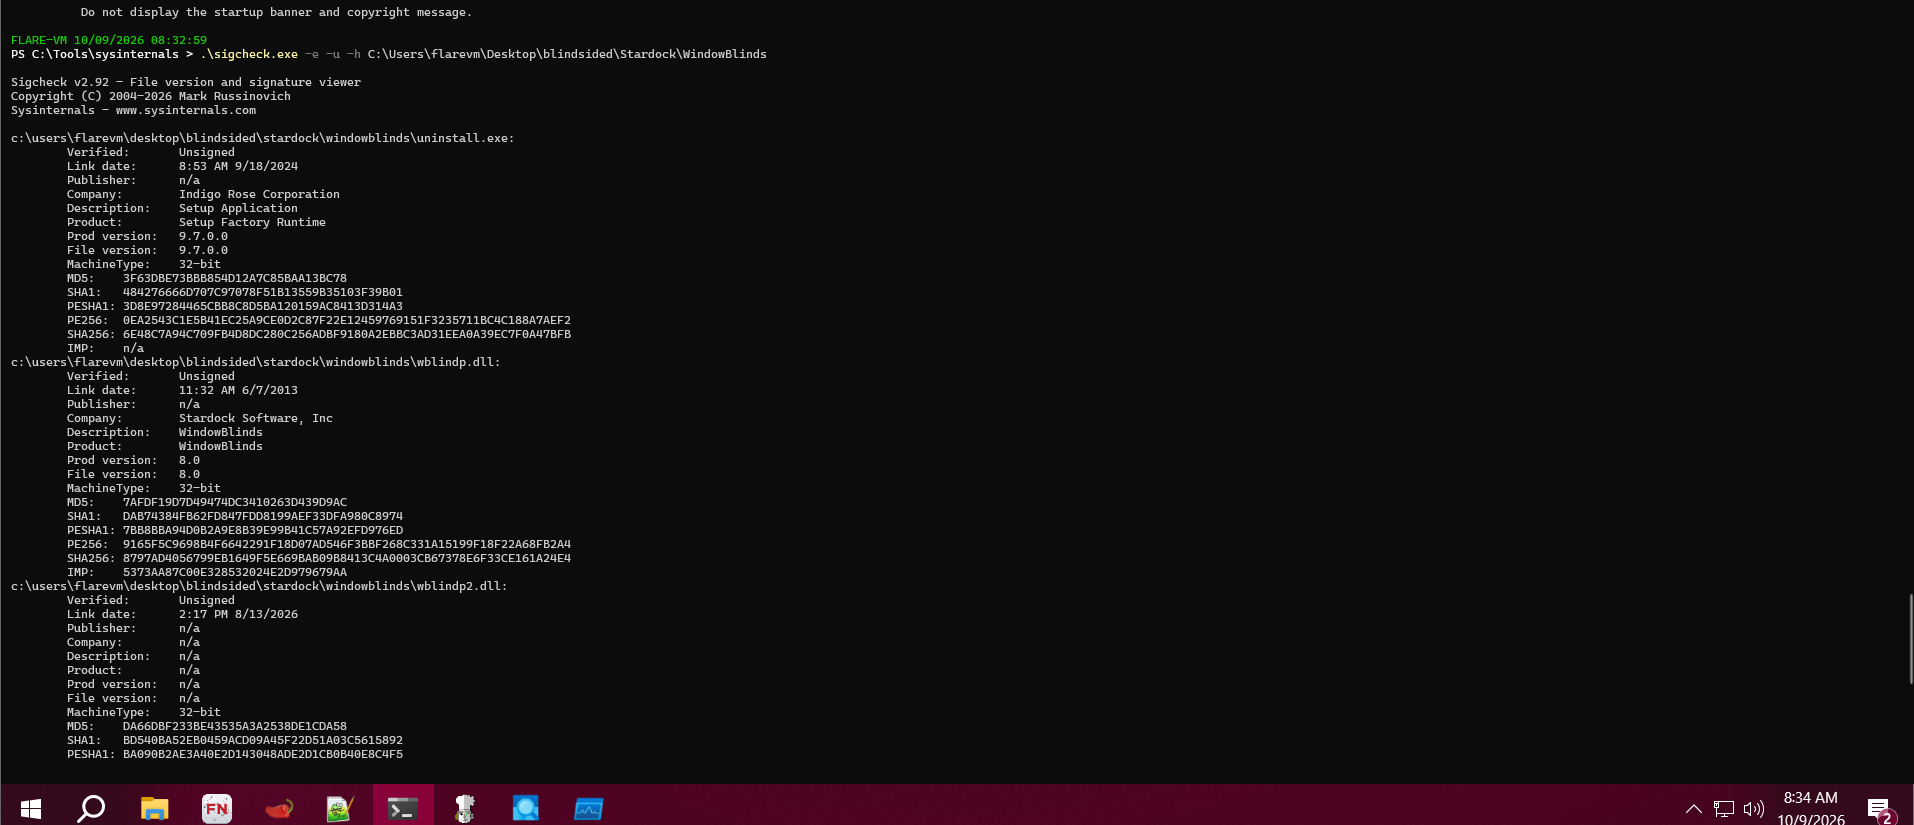 Do not display the startup banner and copyright message.
FLARE-VM 10/09/2026 08:32:59
PS C:\Tools\sysinternals > .\sigcheck.exe -e -u -h C:\Users\flarevm\Desktop\blindsided\Stardock\WindowBlinds
Sigcheck v2.92 - File version and signature viewer
Copyright (C) 2004-2026 Mark Russinovich
Sysinternals - www.sysinternals.com
c:\users\flarevm\desktop\blindsided\stardock\windowblinds\uninstall.exe:
Verified: Unsigned
Link date: 8:53 AM 9/18/2024
Publisher: n/a
Company: Indigo Rose Corporation
Description: Setup Application
Product: Setup Factory Runtime
Prod version: 9.7.0.0
File version: 9.7.0.0
MachineType: 32-bit
MD5: 3F63DBE73BBB854D12A7C85BAA13BC78
SHA1: 484276666D707C97078F51B13559B35103F39B01
PESHA1: 3D8E97284465CBB8C8D5BA120159AC8413D314A3
PE256: 0EA2543C1E5B41EC25A9CE0D2C87F22E12459769151F3235711BC4C188A7AEF2
SHA256: 6E48C7A94C709FB4D8DC280C256ADBF9180A2EBBC3AD31EEA0A39EC7F0A47BFB
IMP: n/a
c:\users\flarevm\desktop\blindsided\stardock\windowblinds\wblindp.dll:
Verified: Unsigned
Link date: 11:32 AM 6/7/2013
Publisher: n/a
Company: Stardock Software, Inc
Description: WindowBlinds
Product: WindowBlinds
Prod version: 8.0
File version: 8.0
MachineType: 32-bit
MD5: 7AFDF19D7D49474DC3410263D439D9AC
SHA1: DAB74384FB62FD847FDD8199AEF33DFA980C8974
PESHA1: 7BB8BBA94D0B2A9E8B39E99B41C57A92EFD976ED
PE256: 9165F5C9698B4F6642291F18D07AD546F3BBF268C331A15199F18F22A68FB2A4
SHA256: 8797AD4056799EB1649F5E669BAB09B8413C4A0003CB67378E6F33CE161A24E4
IMP: 5373AA87C00E328532024E2D979679AA
c:\users\flarevm\desktop\blindsided\stardock\windowblinds\wblindp2.dll:
Verified: Unsigned
Link date: 2:17 PM 8/13/2026
Publisher: n/a
Company: n/a
Description: n/a
Product: n/a
Prod version: n/a
File version: n/a
MachineType: 32-bit
MD5: DA66DBF233BE43535A3A2538DE1CDA58
SHA1: BD540BA52EB0459ACD09A45F22D51A03C5615892
PESHA1: BA090B2AE3A40E2D143048ADE2D1CB0B40E8C4F5
FN
8:34 AM
10/9/2026
2